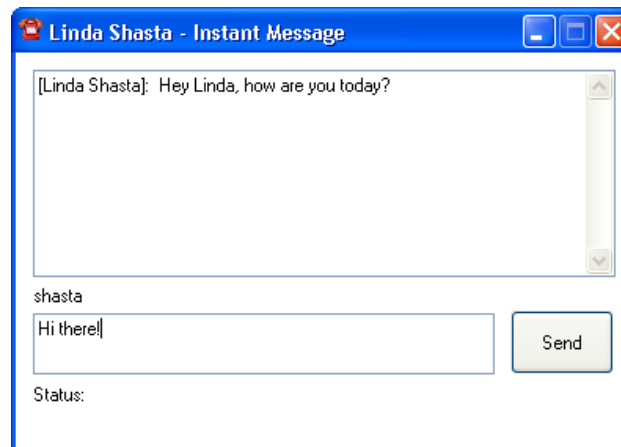 Linda Shasta - Instant Message
[Linda Shasta]:  Hey Linda, how are you today?
shasta
Hi there!
Send
Status: